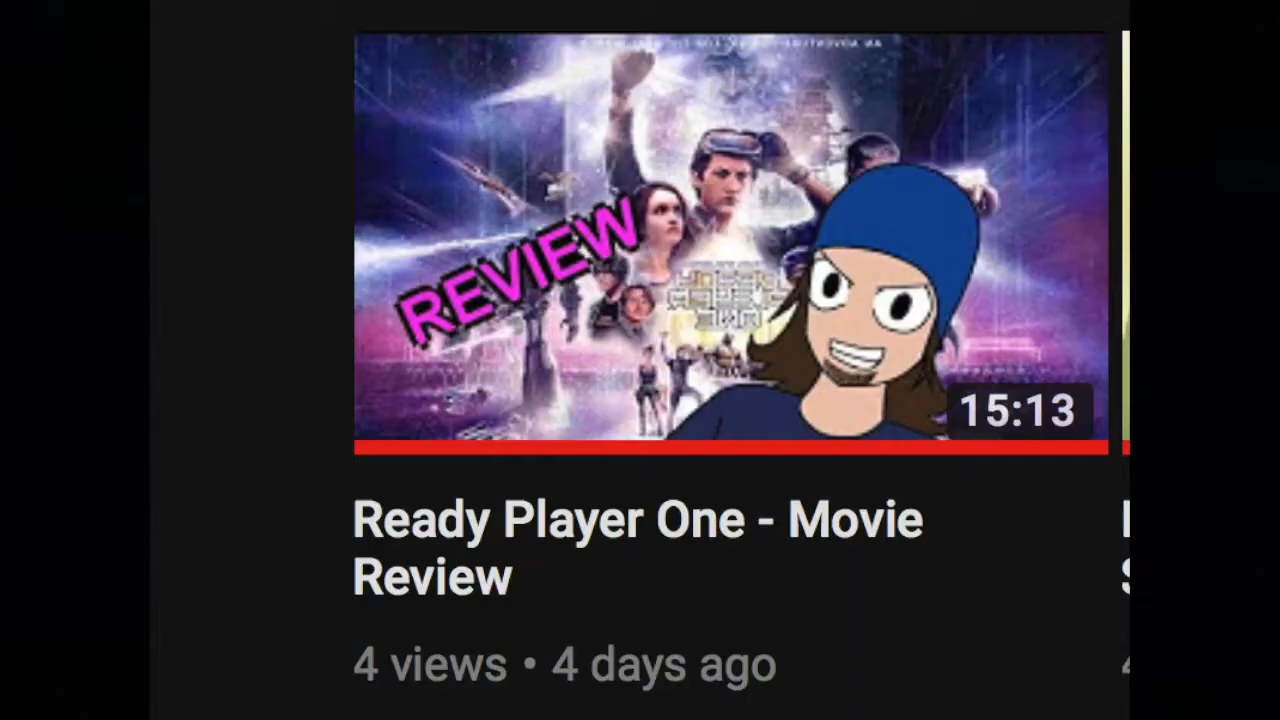 REVIEW
15:13
Ready Player One - Movie
Review
4 views • 4 days ago